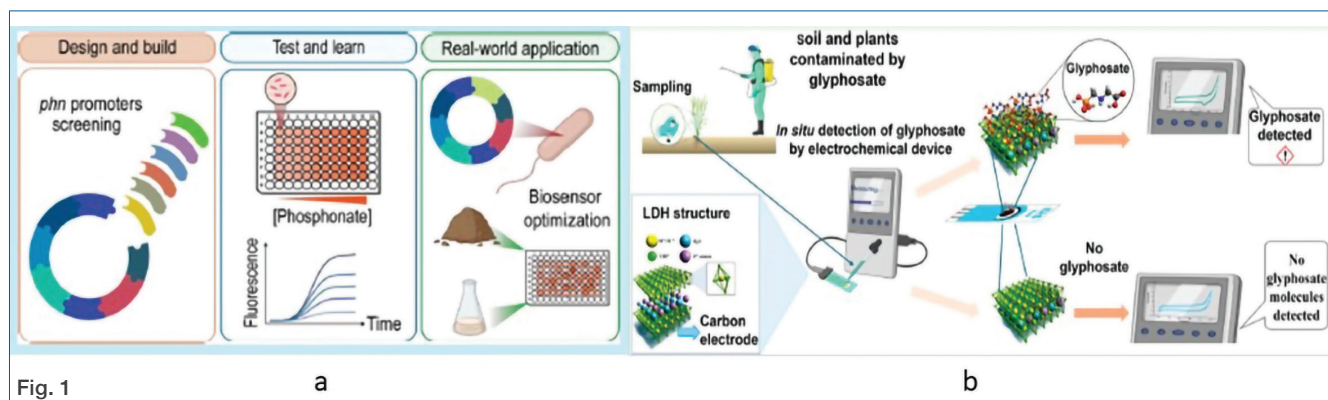 Design and build
Test and learn
Real-world application
phn promoters
screening
[Phosphonate]
Fluorescence
Time
Biosensor
optimization
soil and plants
contaminated by
glyphosate
Sampling
In situ detection of glyphosate
by electrochemical device
LDH structure
Carbon
electrode
Glyphosate
Glyphosate
detected
!
No
glyphosate
No
glyphosate
molecules
detected
Fig. 1
a
b